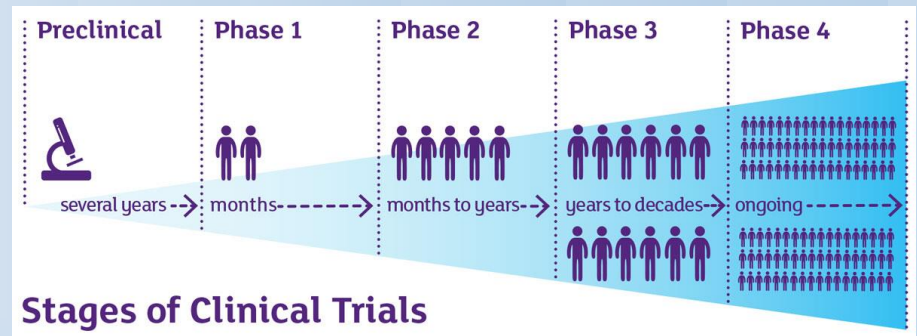 Preclinical
Phase 1
Phase 2
Phase 3
Phase 4
several years
months
months to years
years to decades
ongoing
Stages of Clinical Trials